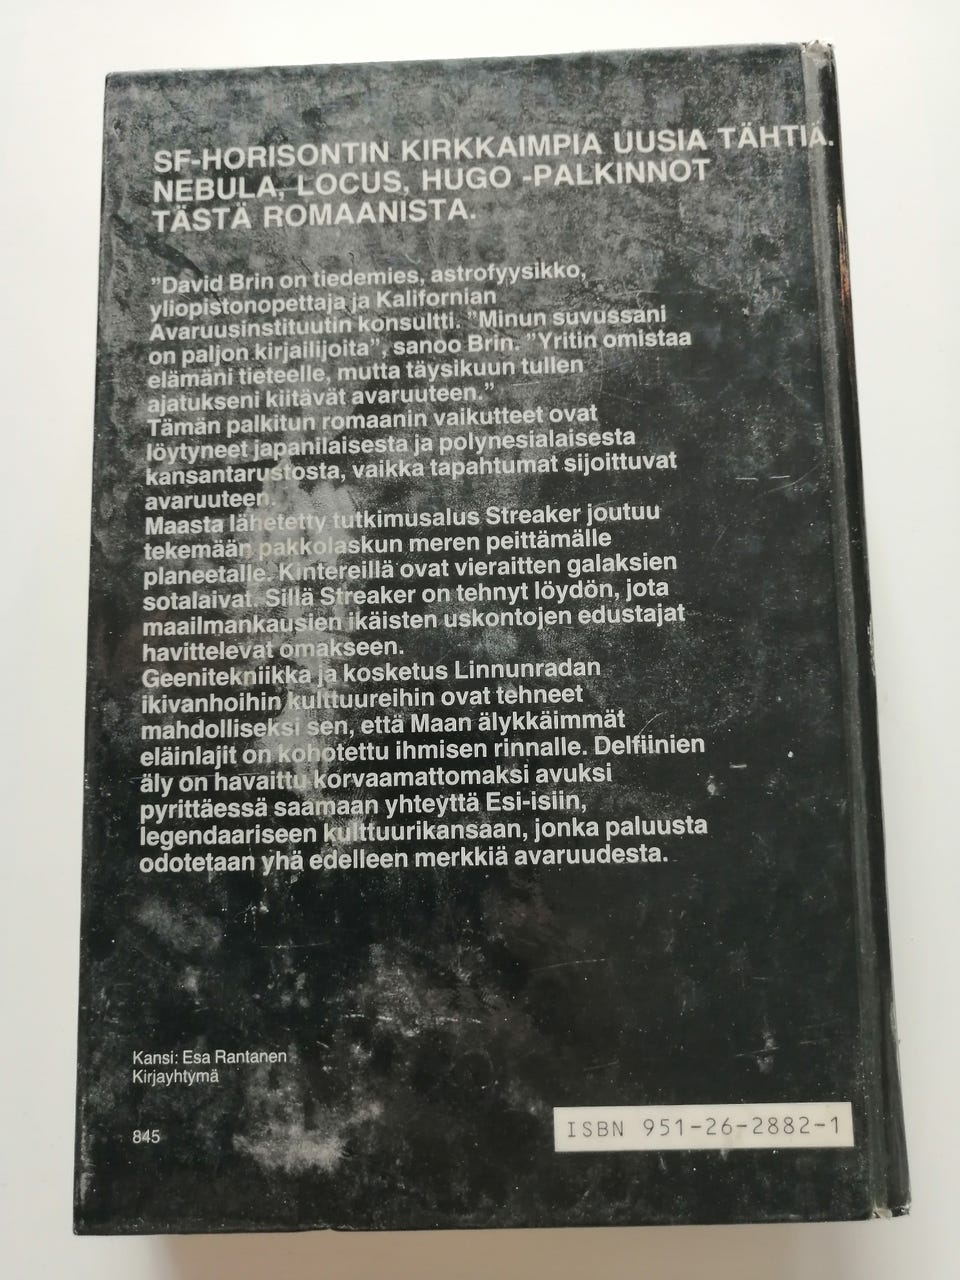 SF-HORISONTIN KIRKKAIMPIA UUSIA TÄHTIÄ.
NEBULA, LOCUS, HUGO -PALKINNOT
TÄSTÄ ROMAANISTA.
"David Brin on tiedemies, astrofyysikko,
yliopistonopettaja ja Kalifornian
Avaruusinstituutin konsultti. "Minun suvussani
on paljon kirjailijoita", sanoo Brin. "Yritin omistaa
elämäni tieteelle, mutta täysikuun tullen
ajatukseni kiitävät avaruuteen."
Tämän palkitun romaanin vaikutteet ovat
löytyneet japanilaisesta ja polynesialaisesta
kansantarustosta, vaikka tapahtumat sijoittuvat
avaruuteen.
Maasta lähetetty tutkimusalus Streaker joutuu
tekemään pakkolaskun meren peittämälle
planeetalle. Kintereillä ovat vieraitten galaksien
sotalaivat. Sillä Streaker on tehnyt löydön, jota
maailmankausien ikäisten uskontojen edustajat
havittelevat omakseen.
Geenitekniikka ja kosketus Linnunradan
ikivanhoihin kulttuureihin ovat tehneet
mahdolliseksi sen, että Maan älykkäimmät
eläinlajit on kohotettu ihmisen rinnalle. Delfiinien
äly on havaittu korvaamattomaksi avuksi
pyrittäessä saamaan yhteyttä Esi-isiin,
legendaariseen kulttuurikansaan, jonka paluusta
odotetaan yhä edelleen merkkiä avaruudesta.
Kansi: Esa Rantanen
Kirjayhtymä
845
ISBN 951-26-2882-1